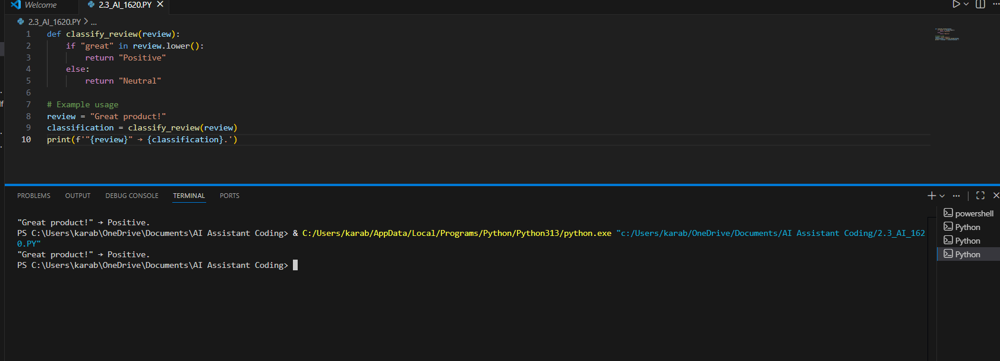 Welcome
2.3_AI_1620.PY
2.3_AI_1620.PY > ...
1 def classify_review(review):
2     if "great" in review.lower():
3         return "Positive"
4     else:
5         return "Neutral"
6
7 # Example usage
8 review = "Great product!"
9 classification = classify_review(review)
10 print(f'"{review}" → {classification}.')
PROBLEMS OUTPUT DEBUG CONSOLE TERMINAL PORTS
"Great product!" → Positive.
PS C:\Users\karab\OneDrive\Documents\AI Assistant Coding> & C:/Users/karab/AppData/Local/Programs/Python/Python313/python.exe "c:/Users/karab/OneDrive/Documents/AI Assistant Coding/2.3_AI_162
0.PY"
"Great product!" → Positive.
PS C:\Users\karab\OneDrive\Documents\AI Assistant Coding>
powershell
Python
Python
Python